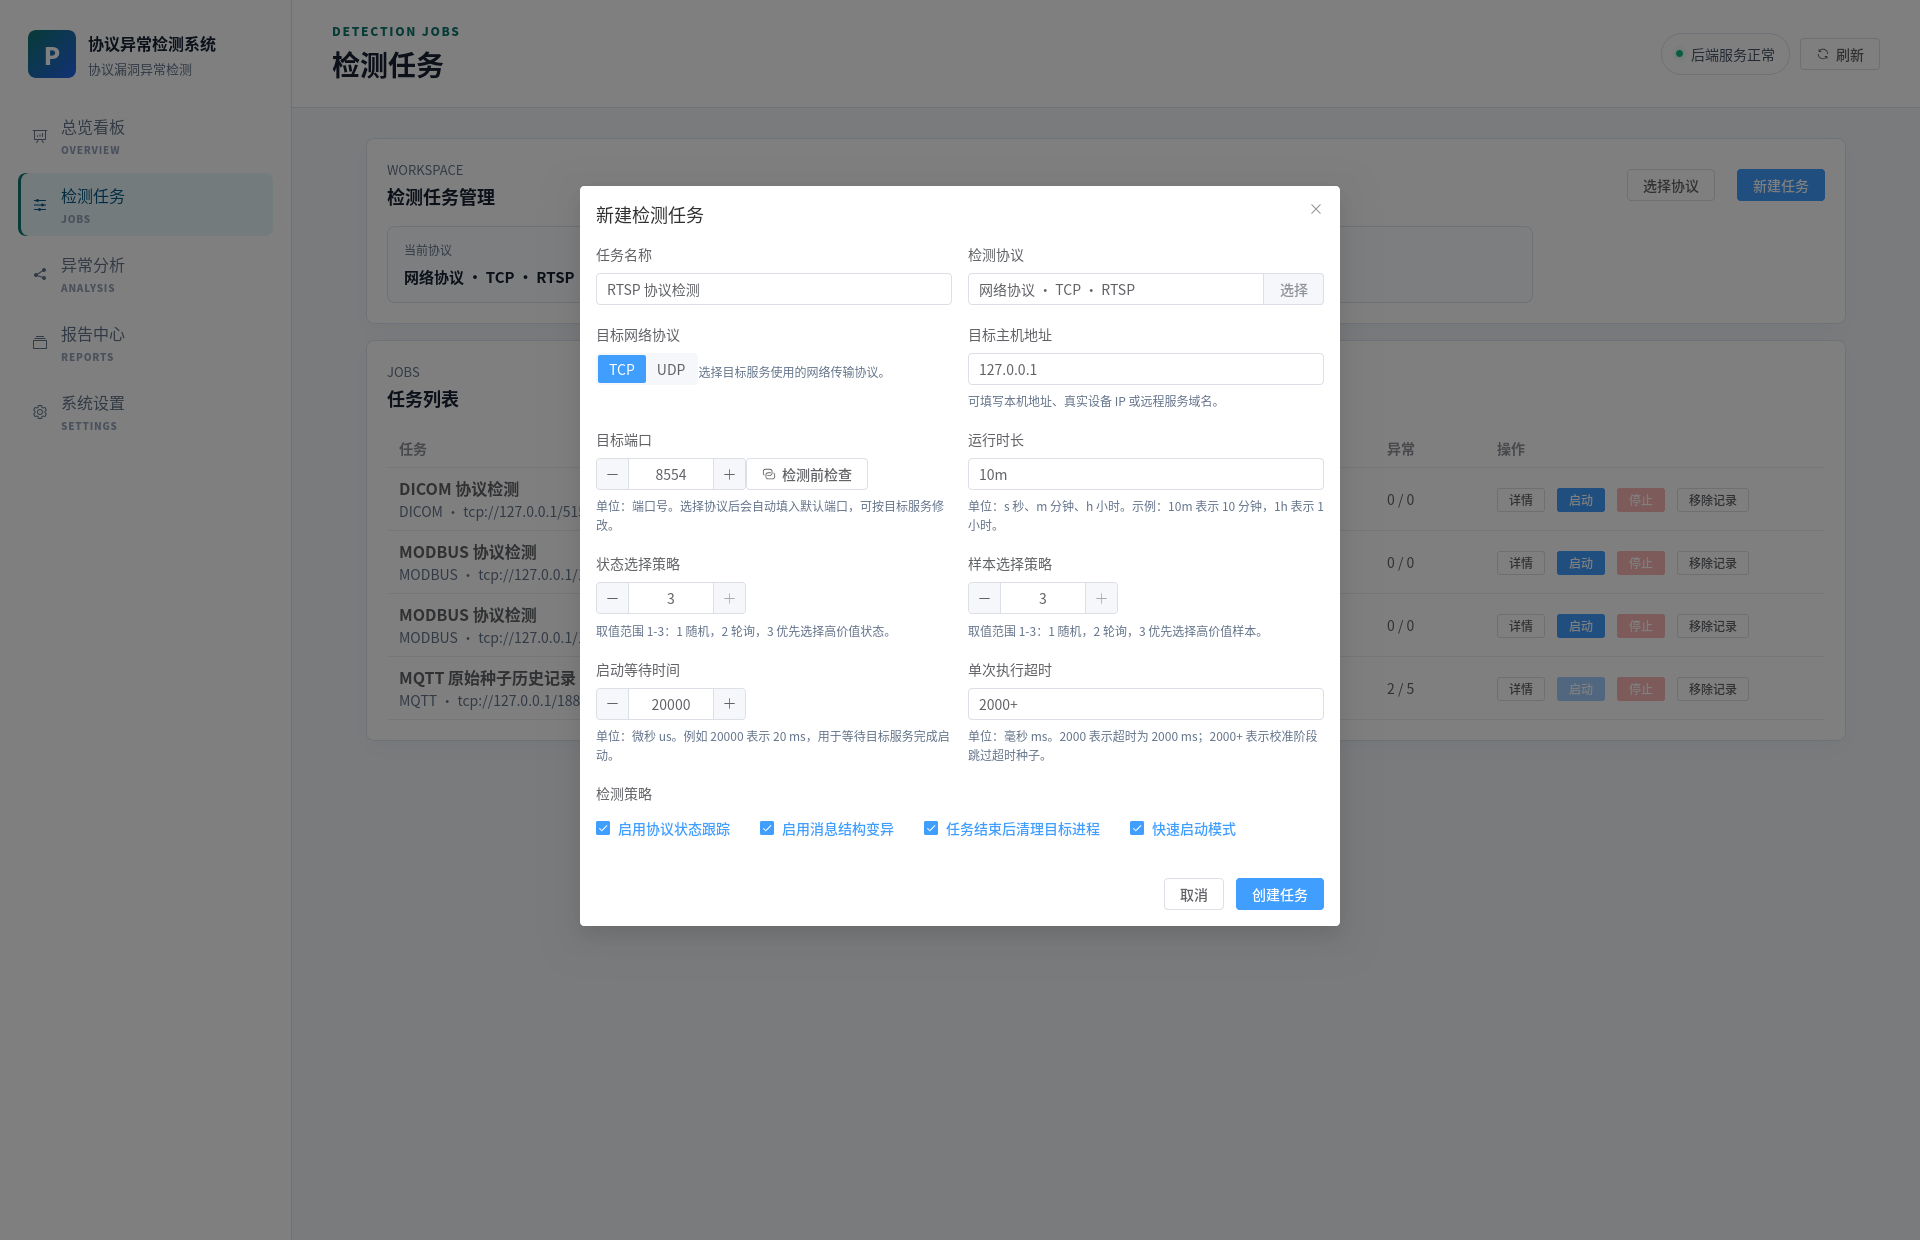 P
协议异常检测系统
协议漏洞异常检测
总览看板
OVERVIEW
检测任务
JOBS
异常分析
ANALYSIS
报告中心
REPORTS
系统设置
SETTINGS
DETECTION JOBS
检测任务
后端服务正常
刷新
WORKSPACE
检测任务管理
选择协议
新建任务
当前协议
网络协议 · TCP · RTSP
JOBS
任务列表
任务
异常
操作
DICOM 协议检测
DICOM · tcp://127.0.0.1/51
0 / 0
详情
启动
停止
移除记录
MODBUS 协议检测
MODBUS · tcp://127.0.0.1/
0 / 0
详情
启动
停止
移除记录
MODBUS 协议检测
MODBUS · tcp://127.0.0.1/
0 / 0
详情
启动
停止
移除记录
MQTT 原始种子历史记录
MQTT · tcp://127.0.0.1/188
2 / 5
详情
启动
停止
移除记录
新建检测任务
任务名称
RTSP 协议检测
检测协议
网络协议 · TCP · RTSP
选择
目标网络协议
TCP
UDP
选择目标服务使用的网络传输协议。
目标主机地址
127.0.0.1
可填写本机地址、真实设备 IP 或远程服务域名。
目标端口
8554
检测前检查
单位：端口号。选择协议后会自动填入默认端口，可按目标服务修
改。
运行时长
10m
单位：s 秒、m 分钟、h 小时。示例：10m 表示 10 分钟，1h 表示 1
小时。
状态选择策略
3
取值范围 1-3：1 随机，2 轮询，3 优先选择高价值状态。
样本选择策略
3
取值范围 1-3：1 随机，2 轮询，3 优先选择高价值样本。
启动等待时间
20000
单位：微秒 us。例如 20000 表示 20 ms，用于等待目标服务完成启
动。
单次执行超时
2000+
单位：毫秒 ms。2000 表示超时为 2000 ms；2000+ 表示校准阶段
跳过超时种子。
检测策略
启用协议状态跟踪
启用消息结构变异
任务结束后清理目标进程
快速启动模式
取消
创建任务